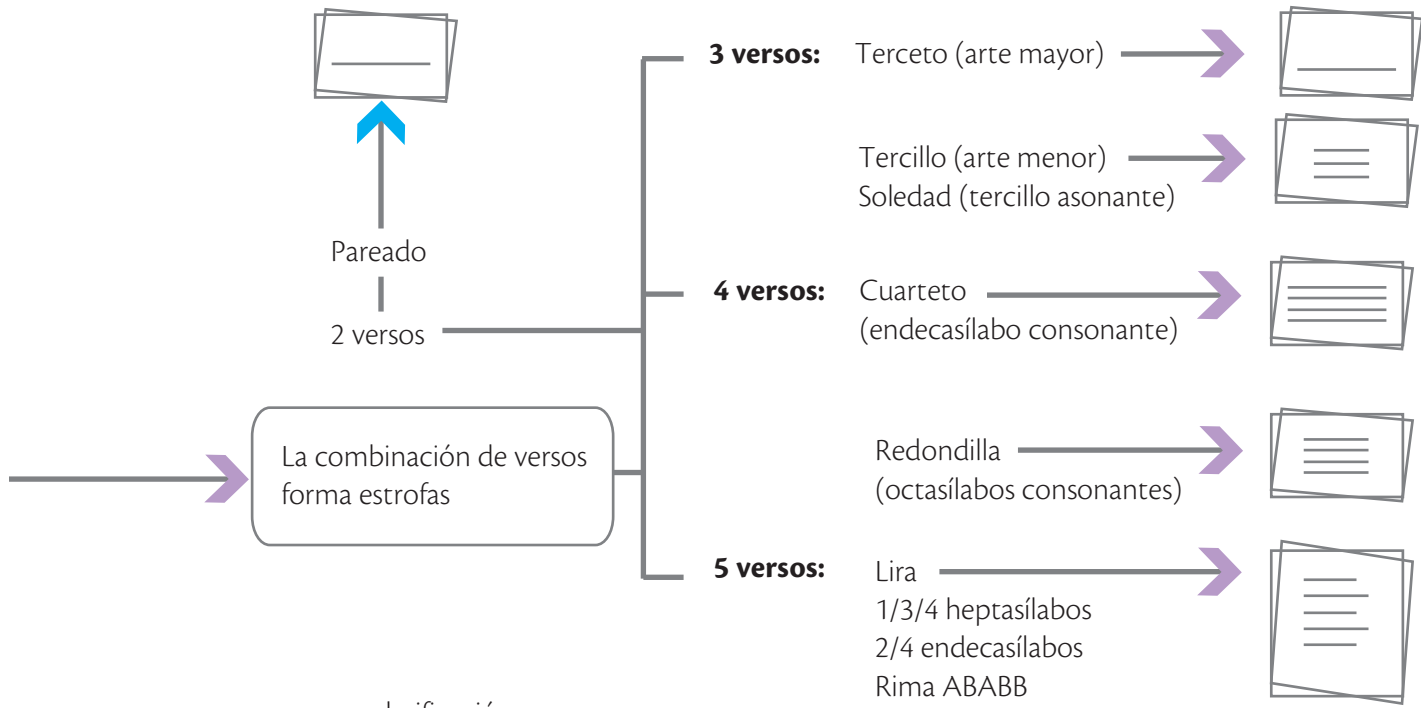 3 versos: Terceto (arte mayor)
Tercillo (arte menor)
Soledad (tercillo asonante)
Pareado
2 versos
4 versos: Cuarteto
(endecasílabo consonante)
La combinación de versos
forma estrofas
Redondilla
(octasílabos consonantes)
5 versos: Lira
1/3/4 heptasílabos
2/4 endecasílabos
Rima ABABB